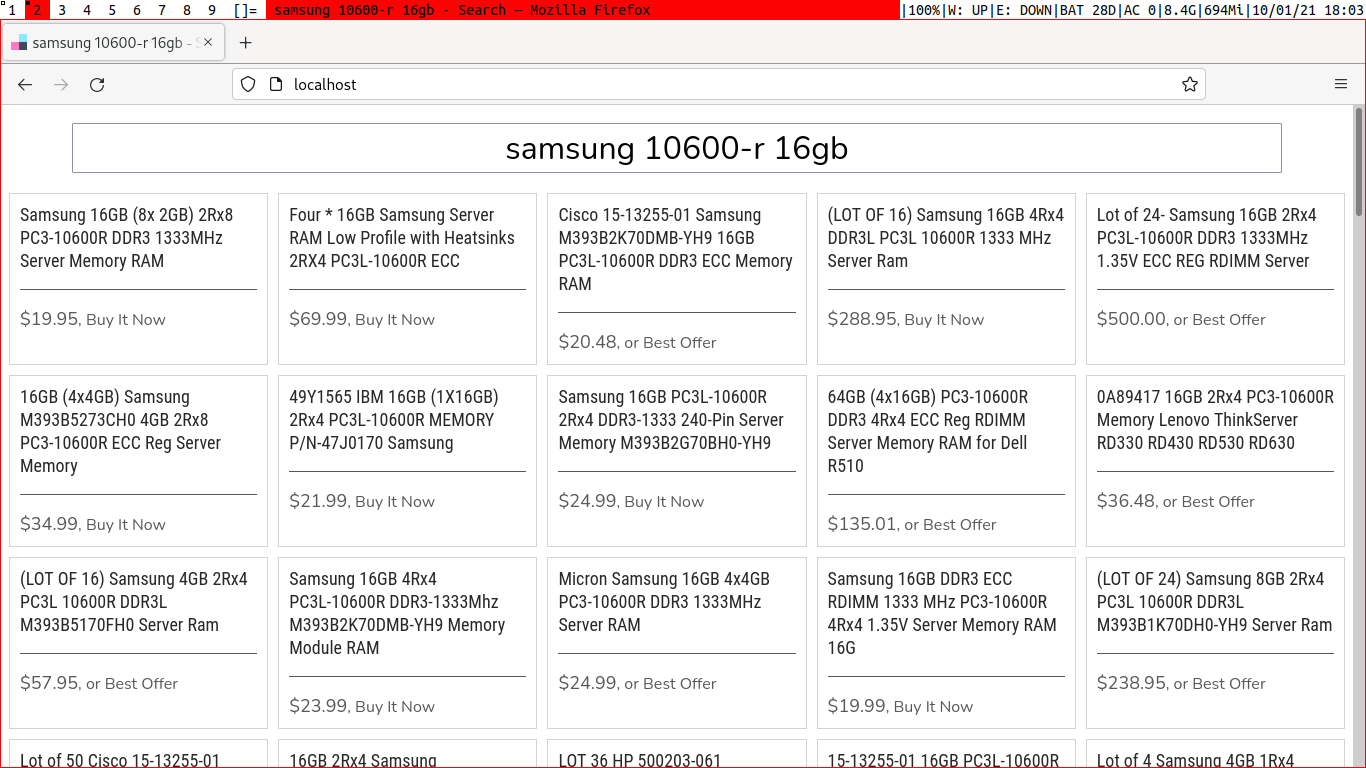 1 2 3 4 5 6 7 8 9 []= samsung 10600-r 16gb - Search — Mozilla Firefox |100%|W: UP|E: DOWN|BAT 28D|AC 0|8.4G|694Mi|10/01/21 18:03
samsung 10600-r 16gb -
localhost
samsung 10600-r 16gb
Samsung 16GB (8x 2GB) 2Rx8
PC3-10600R DDR3 1333MHz
Server Memory RAM
$19.95, Buy It Now
Four * 16GB Samsung Server
RAM Low Profile with Heatsinks
2RX4 PC3L-10600R ECC
$69.99, Buy It Now
Cisco 15-13255-01 Samsung
M393B2K70DMB-YH9 16GB
PC3L-10600R DDR3 ECC Memory
RAM
$20.48, or Best Offer
(LOT OF 16) Samsung 16GB 4Rx4
DDR3L PC3L 10600R 1333 MHz
Server Ram
$288.95, Buy It Now
Lot of 24- Samsung 16GB 2Rx4
PC3L-10600R DDR3 1333MHz
1.35V ECC REG RDIMM Server
$500.00, or Best Offer
16GB (4x4GB) Samsung
M393B5273CH0 4GB 2Rx8
PC3-10600R ECC Reg Server
Memory
$34.99, Buy It Now
49Y1565 IBM 16GB (1X16GB)
2Rx4 PC3L-10600R MEMORY
P/N-47J0170 Samsung
$21.99, Buy It Now
Samsung 16GB PC3L-10600R
2Rx4 DDR3-1333 240-Pin Server
Memory M393B2G70BH0-YH9
$24.99, Buy It Now
64GB (4x16GB) PC3-10600R
DDR3 4Rx4 ECC Reg RDIMM
Server Memory RAM for Dell
R510
$135.01, or Best Offer
0A89417 16GB 2Rx4 PC3-10600R
Memory Lenovo ThinkServer
RD330 RD430 RD530 RD630
$36.48, or Best Offer
(LOT OF 16) Samsung 4GB 2Rx4
PC3L 10600R DDR3L
M393B5170FH0 Server Ram
$57.95, or Best Offer
Samsung 16GB 4Rx4
PC3L-10600R DDR3-1333Mhz
M393B2K70DMB-YH9 Memory
Module RAM
$23.99, Buy It Now
Micron Samsung 16GB 4x4GB
PC3-10600R DDR3 1333MHz
Server RAM
$24.99, or Best Offer
Samsung 16GB DDR3 ECC
RDIMM 1333 MHz PC3-10600R
4Rx4 1.35V Server Memory RAM
16G
$19.99, Buy It Now
(LOT OF 24) Samsung 8GB 2Rx4
PC3L 10600R DDR3L
M393B1K70DH0-YH9 Server Ram
$238.95, or Best Offer
Lot of 50 Cisco 15-13255-01
16GB 2Rx4 Samsung
LOT 36 HP 500203-061
15-13255-01 16GB PC3L-10600R
Lot of 4 Samsung 4GB 1Rx4